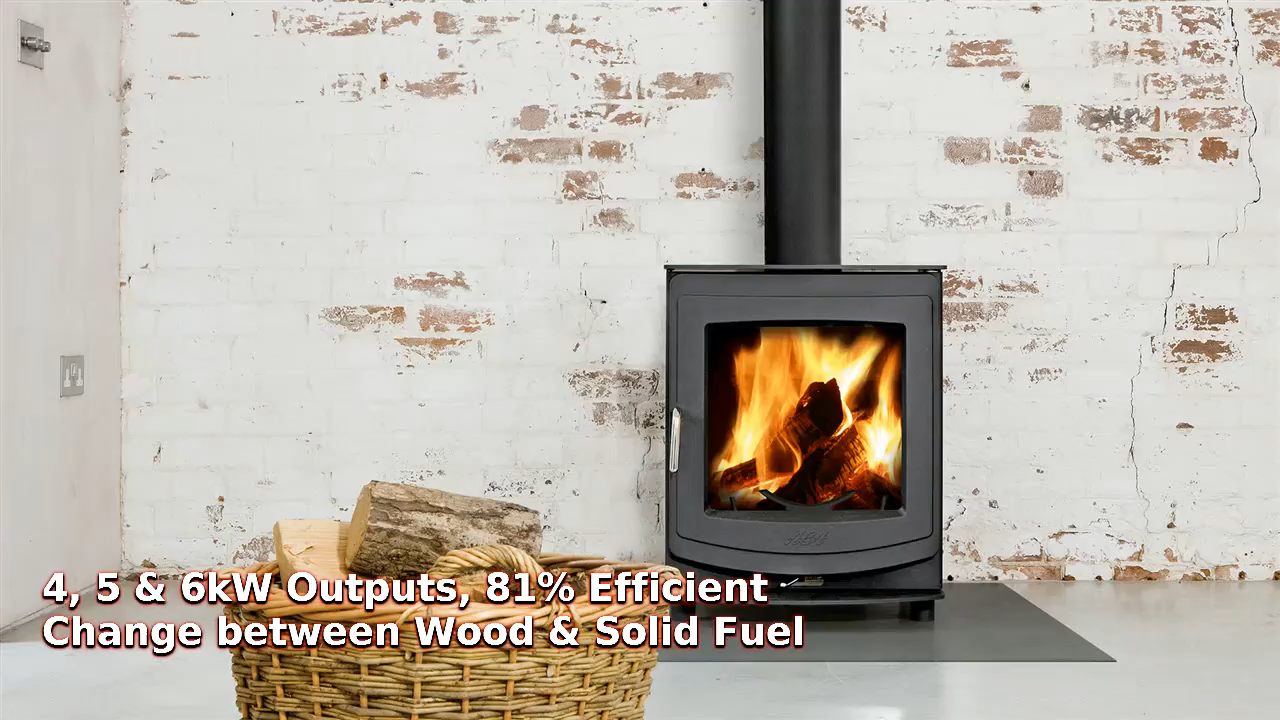 4, 5 & 6kW Outputs, 81% Efficient
Change between Wood & Solid Fuel